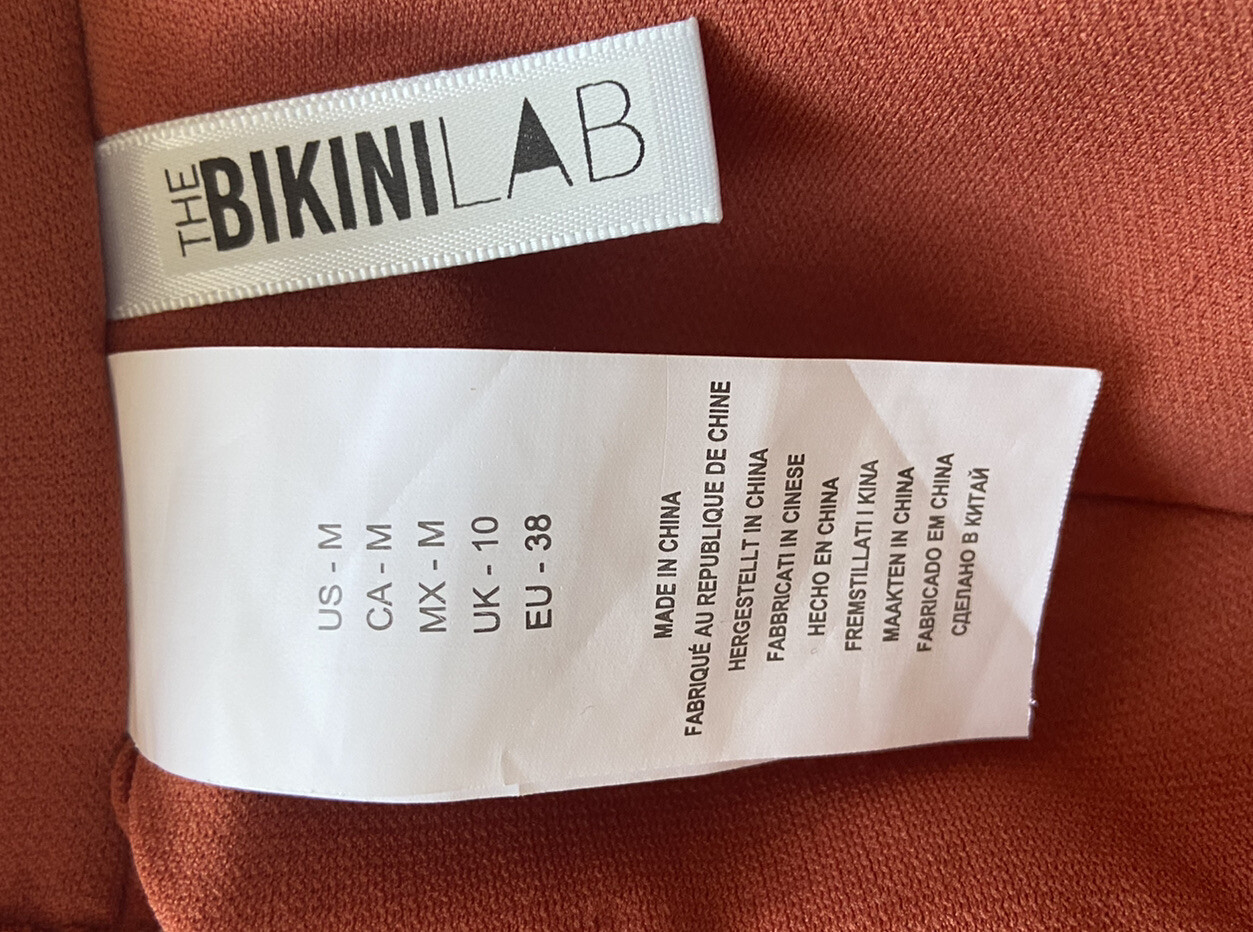 THE BIKINI LAB
US - M
CA - M
MX - M
UK - 10
EU - 38
MADE IN CHINA
FABRIQUÉ AU REPUBLIQUE DE CHINE
HERGESTELLT IN CHINA
FABBRICATI IN CINESE
HECHO EN CHINA
FREMSTILLATI I KINA
MAAKTEN IN CHINA
FABRICADO EM CHINA
СДЕЛАНО В КИТАЙ